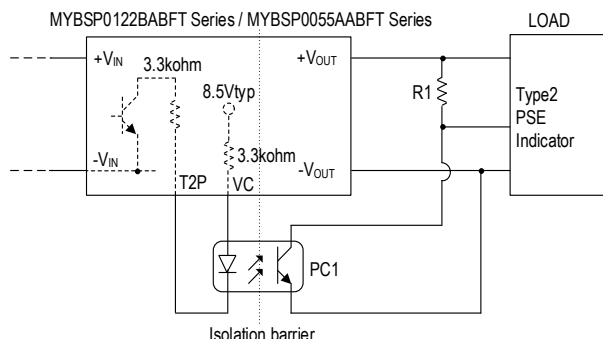 MYBSP0122BABFT Series / MYBSP0055AABFT Series
LOAD
+VIN
3.3kohm
8.5Vtyp
+VOUT
R1
Type2
PSE
Indicator
3.3kohm
-VIN
-VOUT
T2P
VC
PC1
Isolation barrier